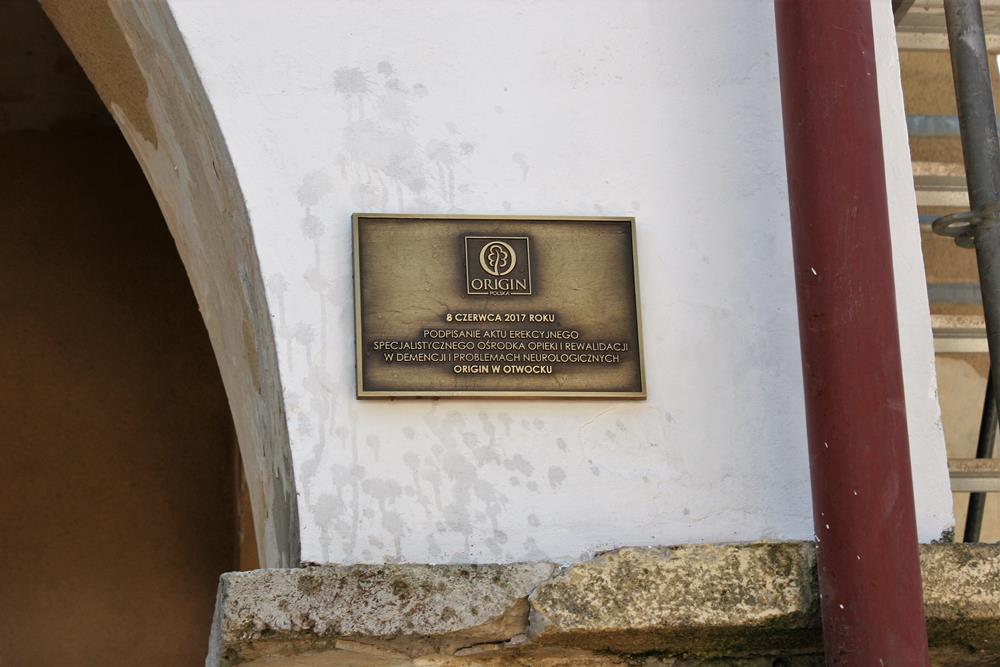 ORIGIN
POLSKA
8 CZERWCA 2017 ROKU
PODPISANIE AKTU EREKCYJNEGO
SPECJALISTYCZNEGO OŚRODKA OPIEKI I REWALIDACJI
W DEMENCJI I PROBLEMACH NEUROLOGICZNYCH
ORIGIN W OTWOCKU